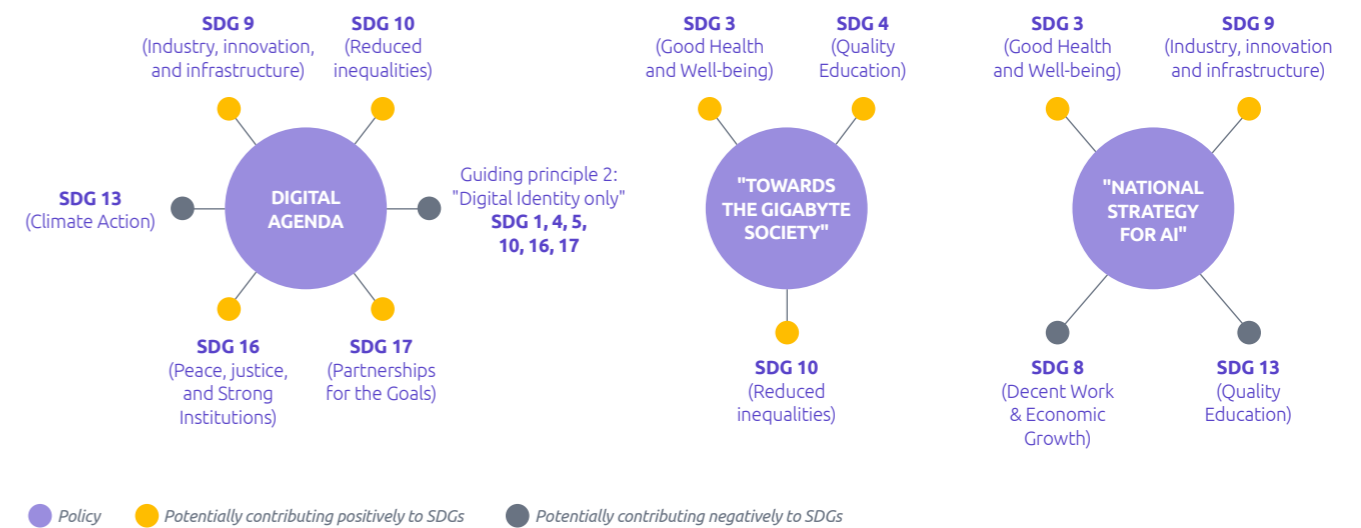 SDG 9
(Industry, innovation,
and infrastructure)
SDG 10
(Reduced
inequalities)
SDG 13
(Climate Action)
DIGITAL
AGENDA
Guiding principle 2:
"Digital Identity only"
SDG 1, 4, 5,
10, 16, 17
SDG 16
(Peace, justice,
and Strong
Institutions)
SDG 17
(Partnerships
for the Goals)
SDG 3
(Good Health
and Well-being)
SDG 4
(Quality
Education)
"TOWARDS
THE GIGABYTE
SOCIETY"
SDG 10
(Reduced
inequalities)
SDG 3
(Good Health
and Well-being)
SDG 9
(Industry, innovation
and infrastructure)
"NATIONAL
STRATEGY
FOR AI"
SDG 8
(Decent Work
& Economic
Growth)
SDG 13
(Quality
Education)
Policy
Potentially contributing positively to SDGs
Potentially contributing negatively to SDGs